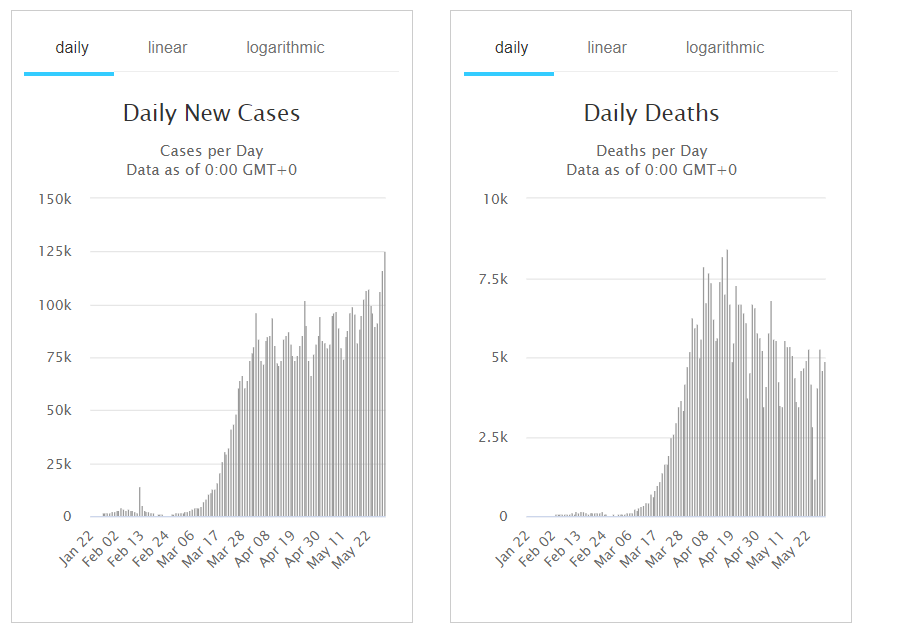 daily linear logarithmic
Daily New Cases
Cases per Day
Data as of 0:00 GMT+0
150k
125k
100k
75k
50k
25k
0
Jan 22 Feb 02 Feb 13 Feb 24 Mar 06 Mar 17 Mar 28 Apr 08 Apr 19 Apr 30 May 11 May 22
daily linear logarithmic
Daily Deaths
Deaths per Day
Data as of 0:00 GMT+0
10k
7.5k
5k
2.5k
0
Jan 22 Feb 02 Feb 13 Feb 24 Mar 06 Mar 17 Mar 28 Apr 08 Apr 19 Apr 30 May 11 May 22